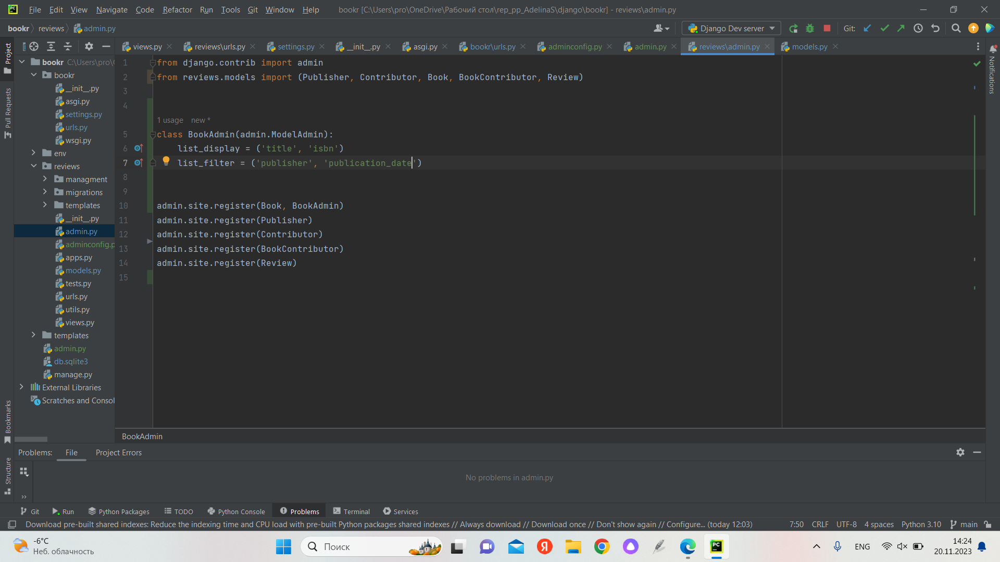 File Edit View Navigate Code Refactor Run Tools Git Window Help bookr [C:\Users\pro\OneDrive\Рабочий стол\rep_pp_AdelinaS\django\bookr] - reviews\admin.py
bookr reviews admin.py Django Dev server Git:
views.py reviews\urls.py settings.py __init__.py asgi.py bookr\urls.py adminconfig.py admin.py reviews\admin.py models.py
Project
Pull Requests
Bookmarks
Structure
Notifications
bookr C:\Users\pro\
bookr
__init__.py
asgi.py
settings.py
urls.py
wsgi.py
env
reviews
managment
migrations
templates
__init__.py
admin.py
adminconfig.p
apps.py
models.py
tests.py
urls.py
utils.py
views.py
templates
admin.py
db.sqlite3
manage.py
External Libraries
Scratches and Consol
1 from django.contrib import admin
2 from reviews.models import (Publisher, Contributor, Book, BookContributor, Review)
3
4
1 usage new *
5 class BookAdmin(admin.ModelAdmin):
6 list_display = ('title', 'isbn')
7 list_filter = ('publisher', 'publication_date')
8
9
10 admin.site.register(Book, BookAdmin)
11 admin.site.register(Publisher)
12 admin.site.register(Contributor)
13 admin.site.register(BookContributor)
14 admin.site.register(Review)
15
BookAdmin
Problems: File Project Errors
No problems in admin.py
Git Run Python Packages TODO Python Console Problems Terminal Services
Download pre-built shared indexes: Reduce the indexing time and CPU load with pre-built Python packages shared indexes // Always download // Download once // Don't show again // Configure... (today 12:03) 7:50 CRLF UTF-8 4 spaces Python 3.10 main
-6°C
Неб. облачность
Поиск
ENG
14:24
20.11.2023